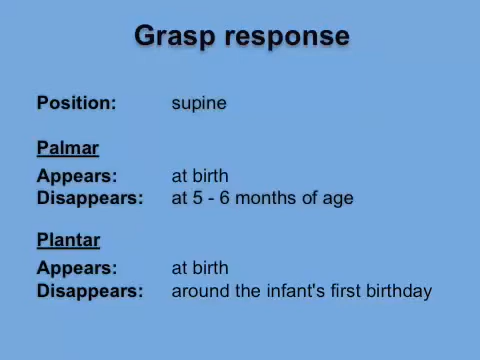 Grasp response
Position: supine
Palmar
Appears: at birth
Disappears: at 5 - 6 months of age
Plantar
Appears: at birth
Disappears: around the infant's first birthday